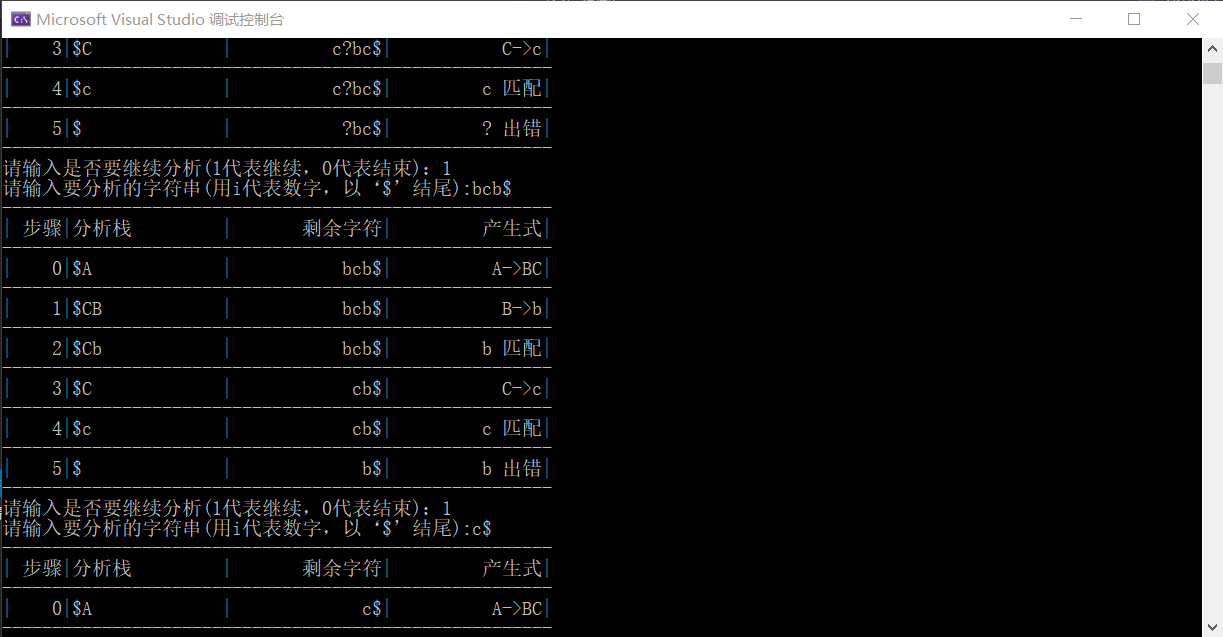 Microsoft Visual Studio 调试控制台
| 3|$C | c?bc$| C->c|
| 4|$c | c?bc$| c 匹配|
| 5|$ | ?bc$| ? 出错|
请输入是否要继续分析(1代表继续，0代表结束)：1
请输入要分析的字符串(用i代表数字，以‘$’结尾):bcb$
| 步骤|分析栈 | 剩余字符| 产生式|
| 0|$A | bcb$| A->BC|
| 1|$CB | bcb$| B->b|
| 2|$Cb | bcb$| b 匹配|
| 3|$C | cb$| C->c|
| 4|$c | cb$| c 匹配|
| 5|$ | b$| b 出错|
请输入是否要继续分析(1代表继续，0代表结束)：1
请输入要分析的字符串(用i代表数字，以‘$’结尾):c$
| 步骤|分析栈 | 剩余字符| 产生式|
| 0|$A | c$| A->BC|